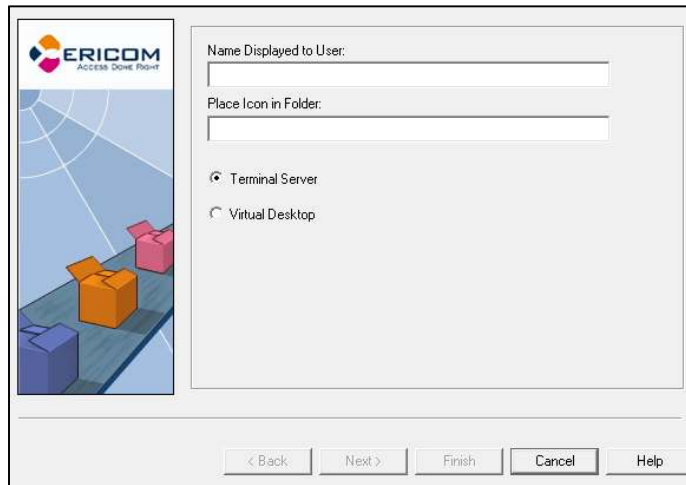 ERICOM
ACCESS DONE RIGHT
Name Displayed to User:
Place Icon in Folder:
Terminal Server
Virtual Desktop
< Back
Next >
Finish
Cancel
Help